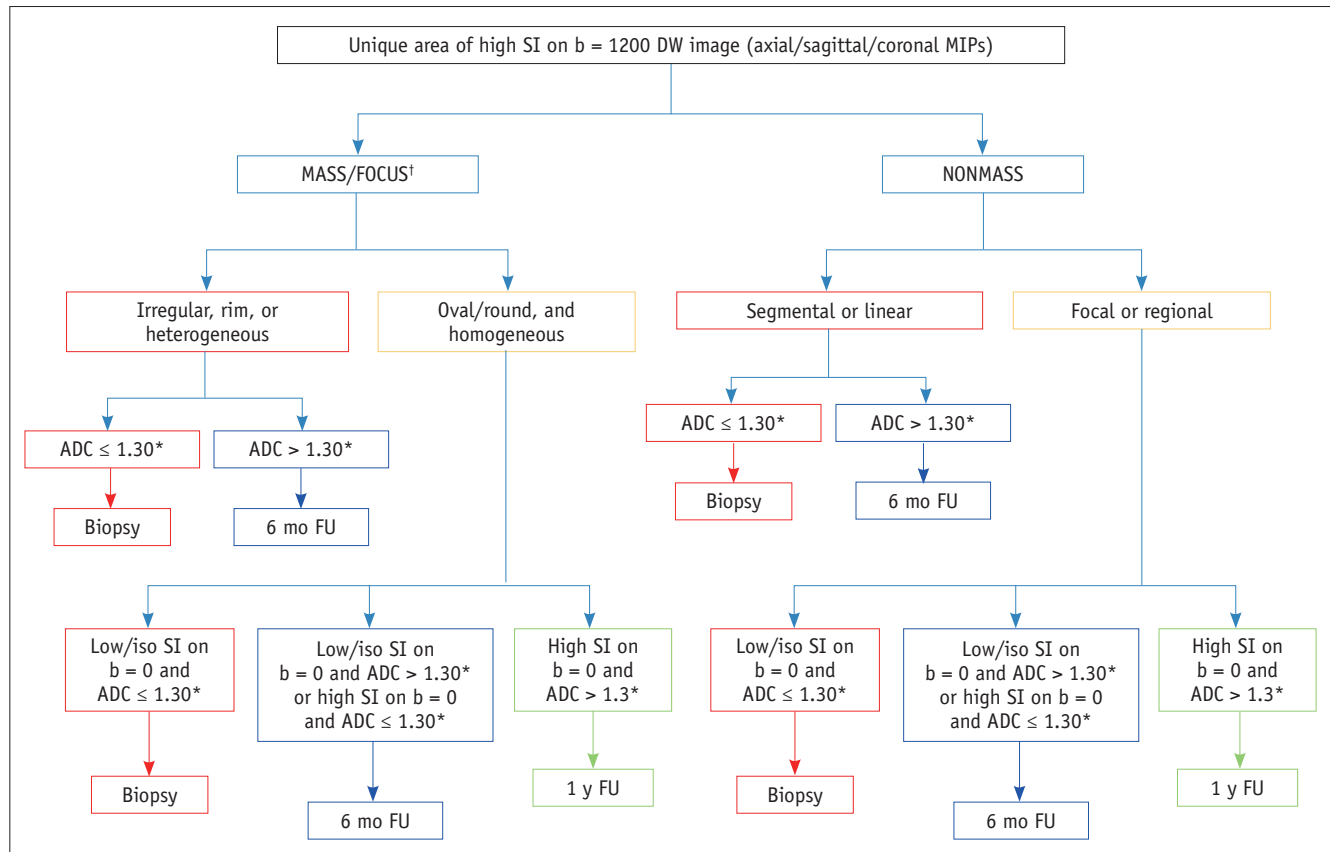 Unique area of high SI on b = 1200 DW image (axial/sagittal/coronal MIPs)
MASS/FOCUS†
NONMASS
Irregular, rim, or
heterogeneous
Oval/round, and
homogeneous
Segmental or linear
Focal or regional
ADC ≤ 1.30*
ADC > 1.30*
ADC ≤ 1.30*
ADC > 1.30*
Biopsy
6 mo FU
Biopsy
6 mo FU
Low/iso SI on
b = 0 and
ADC ≤ 1.30*
Low/iso SI on
b = 0 and ADC > 1.30*
or high SI on b = 0
and ADC ≤ 1.30*
High SI on
b = 0 and
ADC > 1.3*
Low/iso SI on
b = 0 and
ADC ≤ 1.30*
Low/iso SI on
b = 0 and ADC > 1.30*
or high SI on b = 0
and ADC ≤ 1.30*
High SI on
b = 0 and
ADC > 1.3*
Biopsy
6 mo FU
1 y FU
Biopsy
6 mo FU
1 y FU